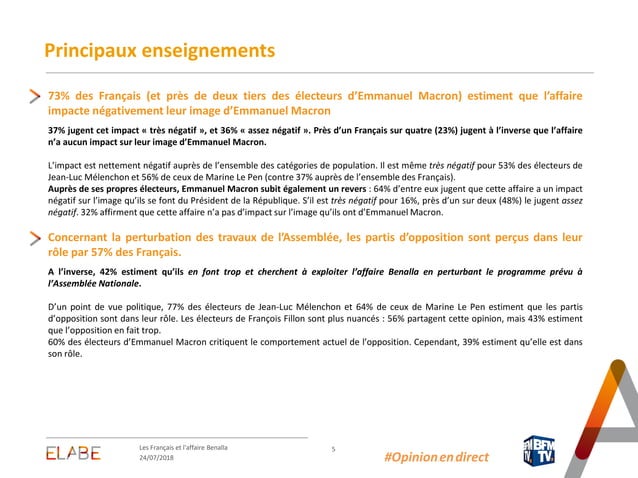 Principaux enseignements
73% des Français (et près de deux tiers des électeurs d’Emmanuel Macron) estiment que l’affaire
impacte négativement leur image d’Emmanuel Macron
37% jugent cet impact « très négatif », et 36% « assez négatif ». Près d’un Français sur quatre (23%) jugent à l’inverse que l’affaire
n’a aucun impact sur leur image d’Emmanuel Macron.
L’impact est nettement négatif auprès de l’ensemble des catégories de population. Il est même très négatif pour 53% des électeurs de
Jean-Luc Mélenchon et 56% de ceux de Marine Le Pen (contre 37% auprès de l’ensemble des Français).
Auprès de ses propres électeurs, Emmanuel Macron subit également un revers : 64% d’entre eux jugent que cette affaire a un impact
négatif sur l’image qu’ils se font du Président de la République. S’il est très négatif pour 16%, près d’un sur deux (48%) le jugent assez
négatif. 32% affirment que cette affaire n’a pas d’impact sur l’image qu’ils ont d’Emmanuel Macron.
Concernant la perturbation des travaux de l’Assemblée, les partis d’opposition sont perçus dans leur
rôle par 57% des Français.
A l’inverse, 42% estiment qu’ils en font trop et cherchent à exploiter l’affaire Benalla en perturbant le programme prévu à
l’Assemblée Nationale.
D’un point de vue politique, 77% des électeurs de Jean-Luc Mélenchon et 64% de ceux de Marine Le Pen estiment que les partis
d’opposition sont dans leur rôle. Les électeurs de François Fillon sont plus nuancés : 56% partagent cette opinion, mais 43% estiment
que l’opposition en fait trop.
60% des électeurs d’Emmanuel Macron critiquent le comportement actuel de l’opposition. Cependant, 39% estiment qu’elle est dans
son rôle.
ELABE
Les Français et l’affaire Benalla
24/07/2018
5
#Opinionendirect
BFM
TV.